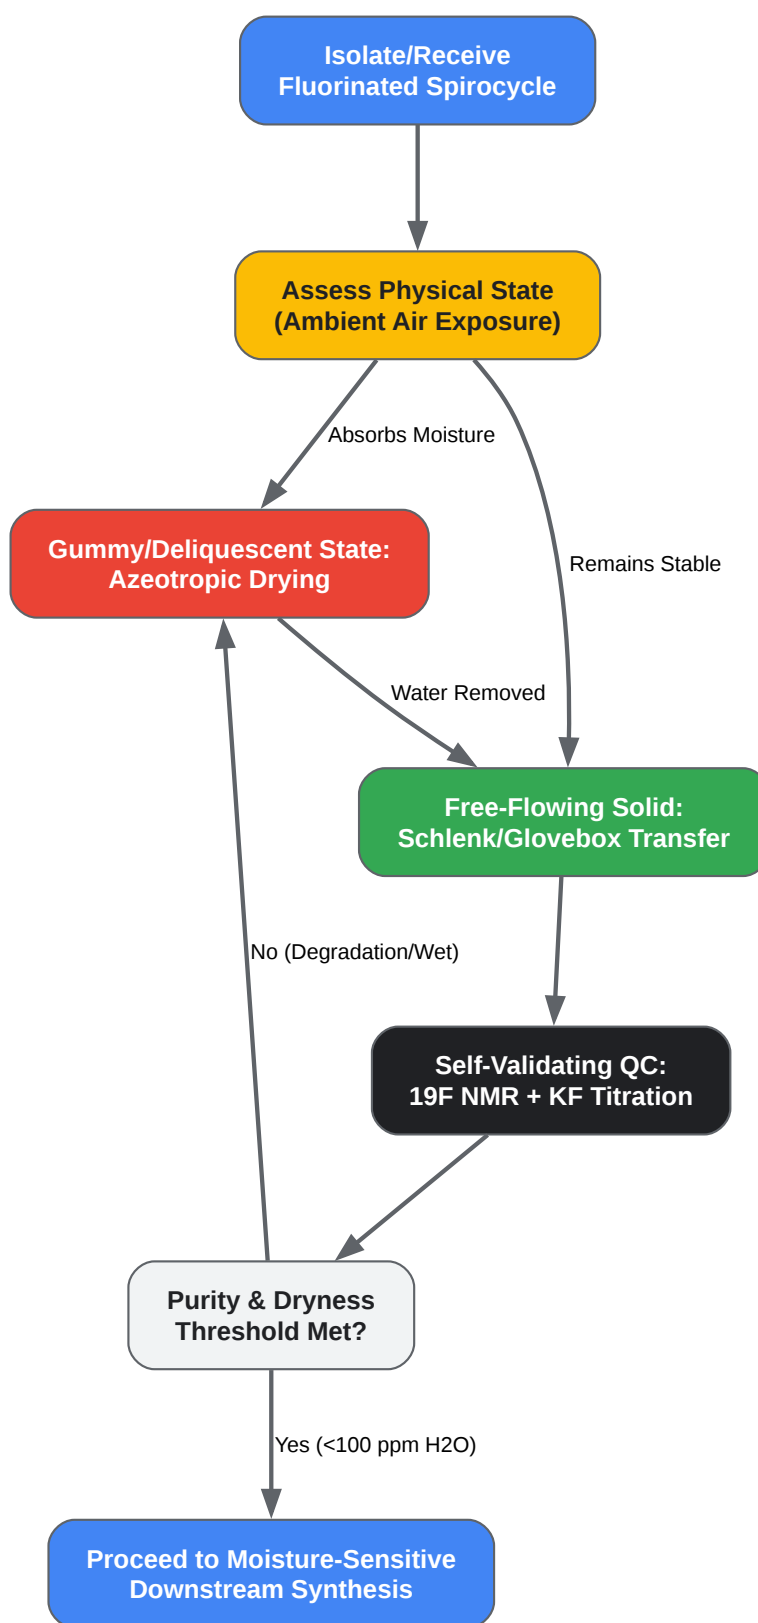 Isolate/Receive
Fluorinated Spirocycle
Assess Physical State
(Ambient Air Exposure)
Absorbs Moisture
Gummy/Deliquescent State:
Azeotropic Drying
Remains Stable
Water Removed
Free-Flowing Solid:
Schlenk/Glovebox Transfer
No (Degradation/Wet)
Self-Validating QC:
19F NMR + KF Titration
Purity & Dryness
Threshold Met?
Yes (<100 ppm H2O)
Proceed to Moisture-Sensitive
Downstream Synthesis